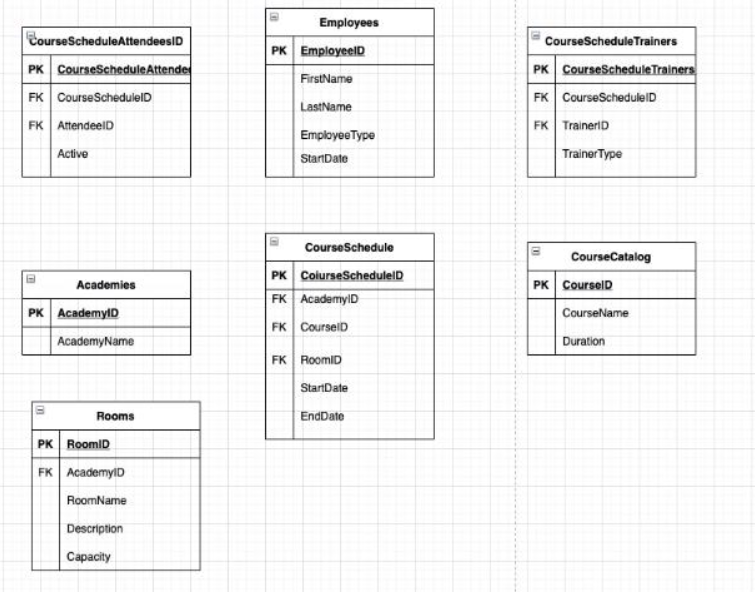 CourseScheduleAttendeesID
PK CourseScheduleAttendee
FK CourseScheduleID
FK AttendeeID
Active
Employees
PK EmployeeID
FirstName
LastName
EmployeeType
StartDate
CourseScheduleTrainers
PK CourseScheduleTrainers
FK CourseScheduleID
FK TrainerID
TrainerType
Academies
PK AcademyID
AcademyName
CourseSchedule
PK CoiurseScheduleID
FK AcademyID
FK CourseID
FK RoomID
StartDate
EndDate
CourseCatalog
PK CourseID
CourseName
Duration
Rooms
PK RoomID
FK AcademyID
RoomName
Description
Capacity